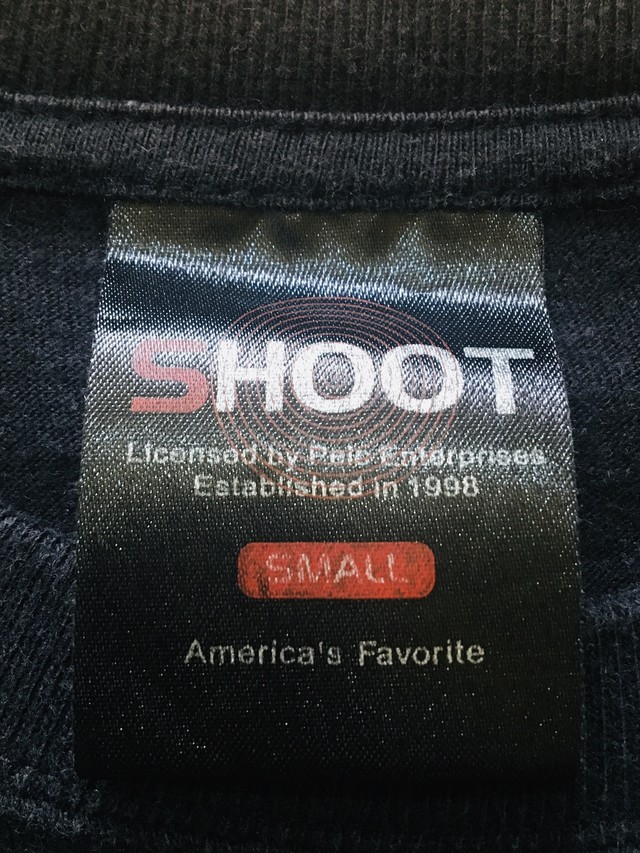 SHOOT
Licensed by Pelc Enterprises
Established in 1998
SMALL
America's Favorite